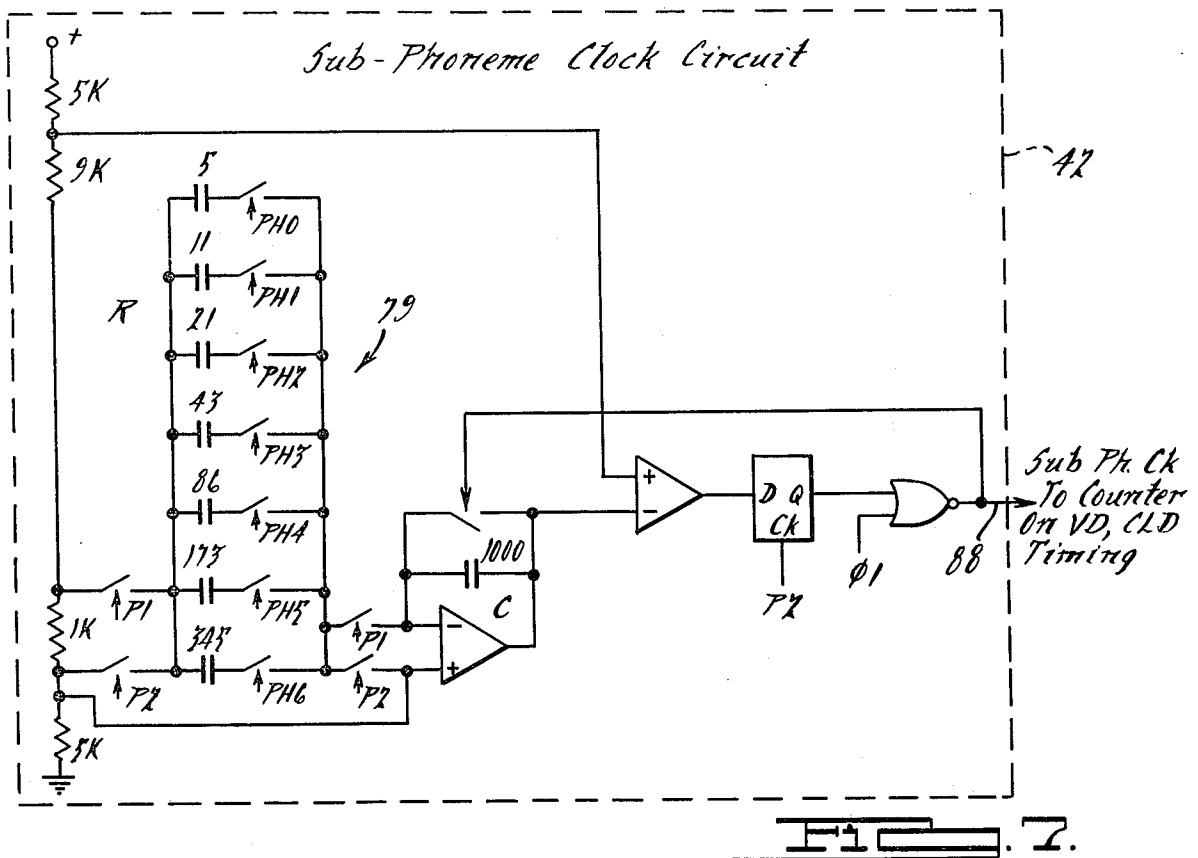 Sub-Phoneme Clock Circuit
+
5K
9K
42
5
PH0
11
PH1
R
21
79
PH2
43
PH3
86
PH4
D Q
Ck
+
-
Sub Ph. Ck
To Counter
On VD, CLD
Timing
173
1000
Φ1
88
P1
PH5
P2
C
1K
345
P1
-
+
P2
PH6
P2
5K
Fig. 7.